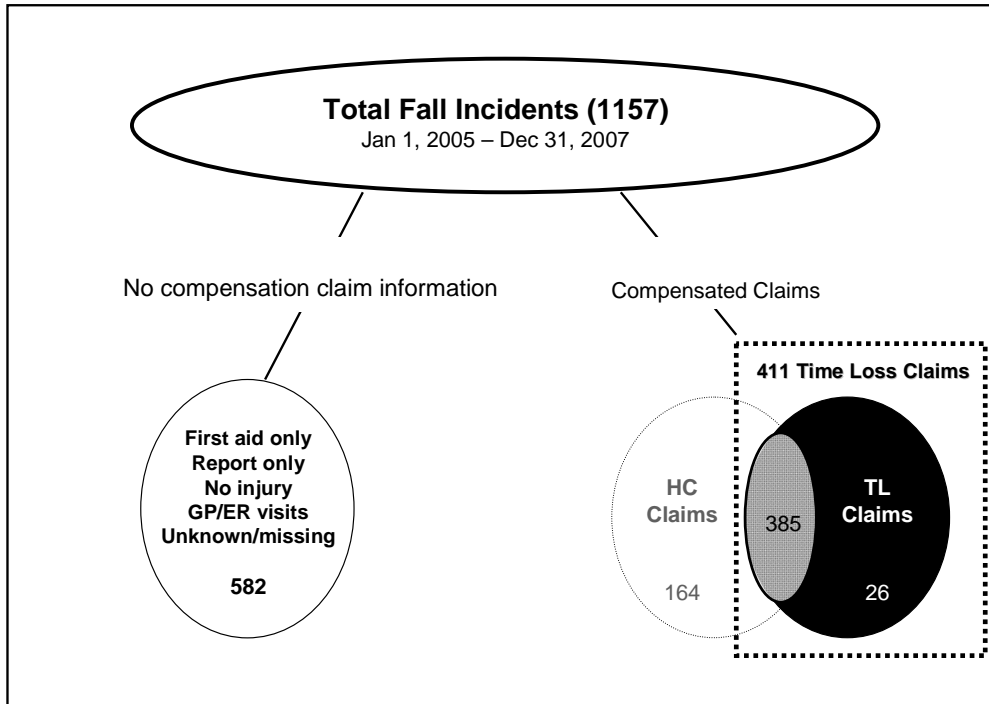 Total Fall Incidents (1157)
Jan 1, 2005 – Dec 31, 2007
No compensation claim information
Compensated Claims
411 Time Loss Claims
First aid only
Report only
No injury
GP/ER visits
Unknown/missing
582
HC
Claims
164
385
TL
Claims
26